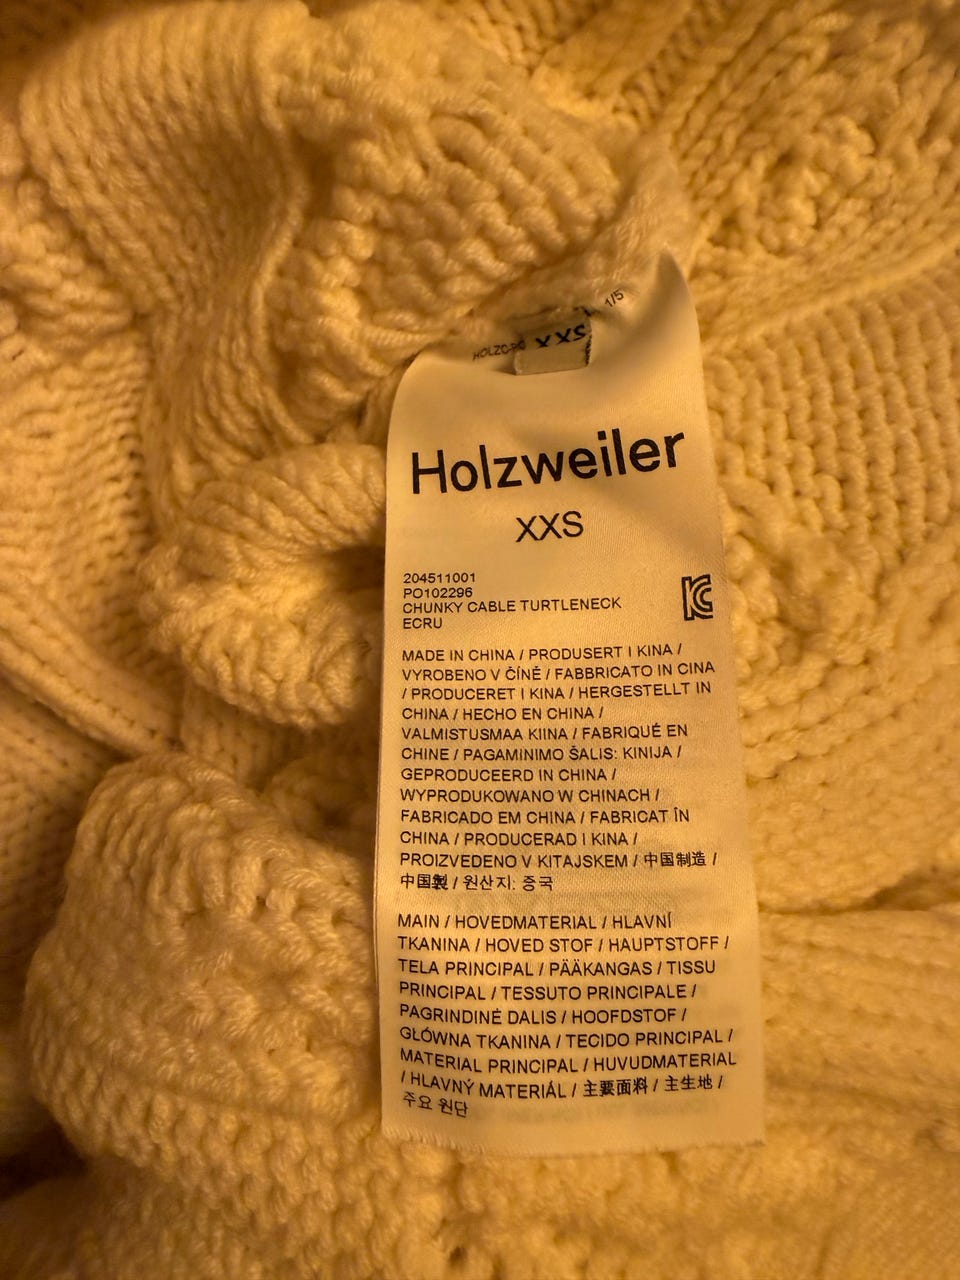 1/5
XXS
Holzweiler
XXS
204511001
PO102296
CHUNKY CABLE TURTLENECK
ECRU
MADE IN CHINA / PRODUSERT I KINA /
VYROBENO V ČÍNĚ / FABBRICATO IN CINA
/ PRODUCERET I KINA / HERGESTELLT IN
CHINA / HECHO EN CHINA /
VALMISTUSMAA KIINA / FABRIQUÉ EN
CHINE / PAGAMINIMO ŠALIS: KINIJA /
GEPRODUCEERD IN CHINA /
WYPRODUKOWANO W CHINACH /
FABRICADO EM CHINA / FABRICAT ÎN
CHINA / PRODUCERAD I KINA /
PROIZVEDENO V KITAJSKEM / 中国制造 /
中国製 / 원산지: 중국
MAIN / HOVEDMATERIAL / HLAVNÍ
TKANINA / HOVED STOF / HAUPTSTOFF /
TELA PRINCIPAL / PÄÄKANGAS / TISSU
PRINCIPAL / TESSUTO PRINCIPALE /
PAGRINDINĖ DALIS / HOOFDSTOF /
GŁÓWNA TKANINA / TECIDO PRINCIPAL /
MATERIAL PRINCIPAL / HUVUDMATERIAL
/ HLAVNÝ MATERIÁL / 主要面料 / 主生地 /
주요 원단